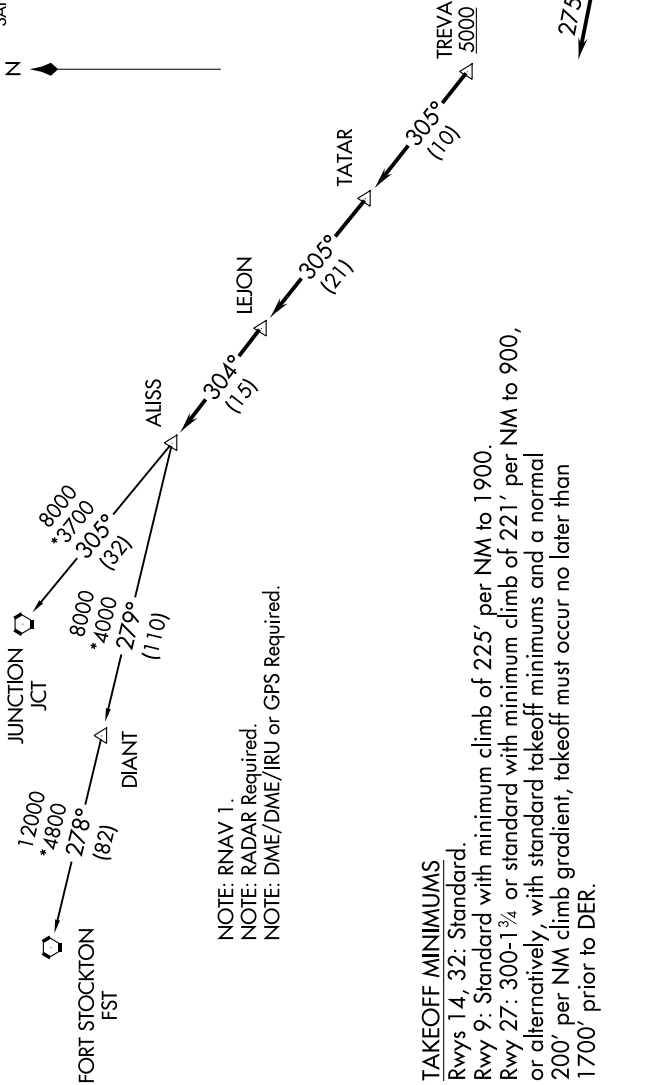 SAN
N
TREVA
5000
275
305°
(10)
TATAR
305°
(21)
LEJON
304°
(15)
ALISS
8000
*3700
305°
(32)
JUNCTION
JCT
8000
*4000
279°
(110)
DIANT
12000
*4800
278°
(82)
FORT STOCKTON
FST
NOTE: RNAV 1.
NOTE: RADAR Required.
NOTE: DME/DME/IRU or GPS Required.
TAKEOFF MINIMUMS
Rwys 14, 32: Standard.
Rwy 9: Standard with minimum climb of 225' per NM to 1900.
Rwy 27: 300-1¾ or standard with minimum climb of 221' per NM to 900,
or alternatively, with standard takeoff minimums and a normal
200' per NM climb gradient, takeoff must occur no later than
1700' prior to DER.